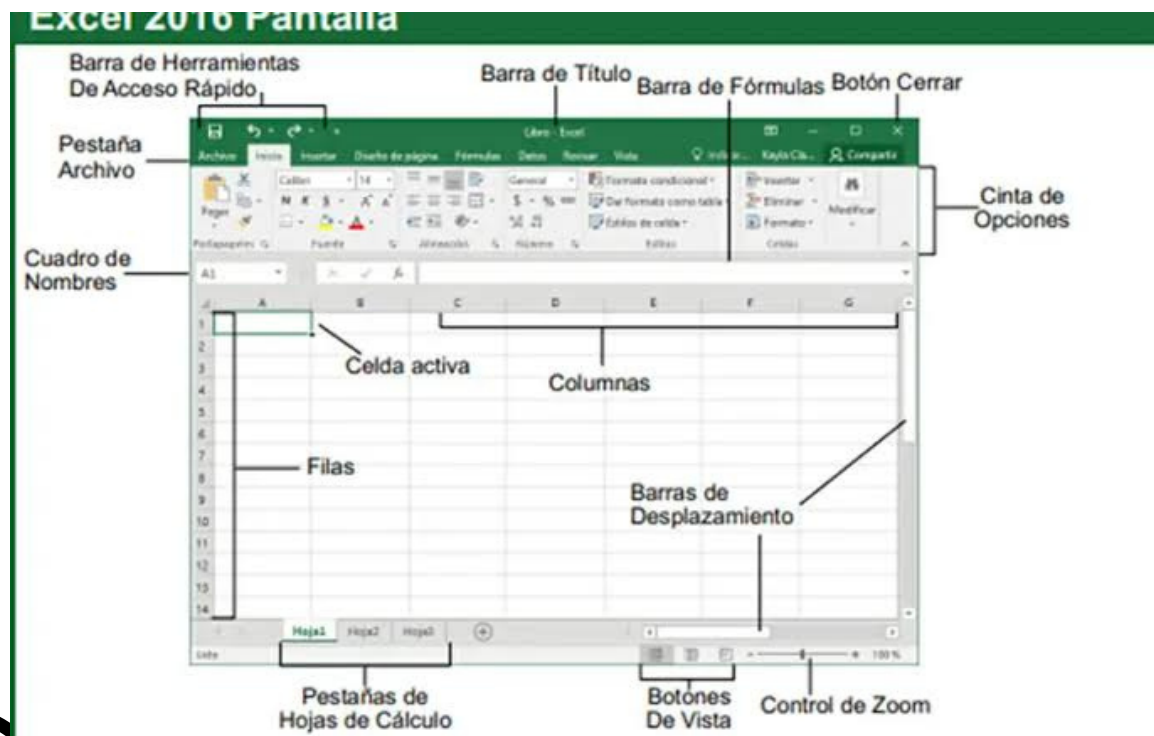 Excel 2016 Pantalla
Barra de Herramientas
De Acceso Rápido
Barra de Título
Barra de Fórmulas
Botón Cerrar
Pestaña
Archivo
Libro - Excel
Archivo Inicio Insertar Diseño de página Fórmulas Datos Revisar Vista Kayla Cla... Compartir
Cinta de
Opciones
Calibri 14
General
Formato condicional
Insertar
Pegar
N K S
$ % 000
Dar formato como tabla
Eliminar
Modificar
Estilos de celda
Formato
Portapapeles Fuente Alineación Número Estilos Celdas
Cuadro de
Nombres
A1
fx
A B C D E F G
1
2
3
4
5
6
7
8
9
10
11
12
13
14
Celda activa
Columnas
Filas
Barras de
Desplazamiento
Hoja1 Hoja2 Hoja3
Listo
100 %
Pestañas de
Hojas de Cálculo
Botones
De Vista
Control de Zoom